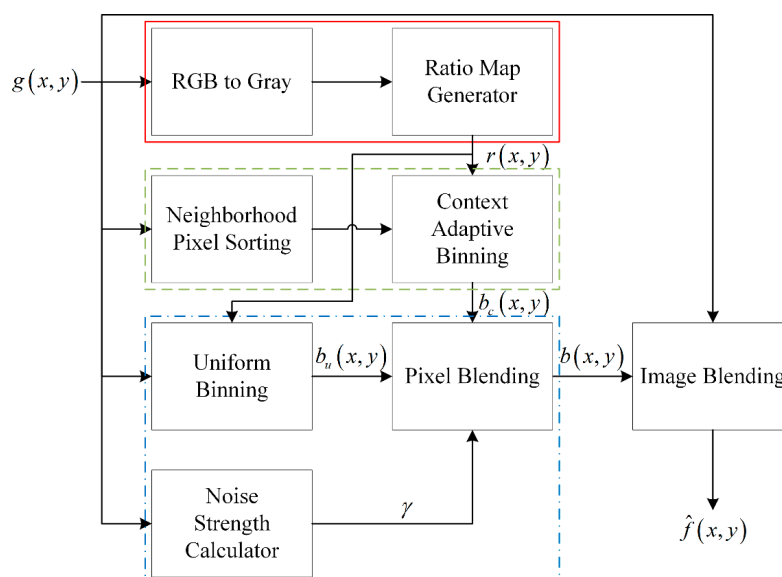 g(x, y)
RGB to Gray
Ratio Map
Generator
r(x, y)
Neighborhood
Pixel Sorting
Context
Adaptive
Binning
b_c(x, y)
Uniform
Binning
b_u(x, y)
Pixel Blending
b(x, y)
Image Blending
Noise
Strength
Calculator
γ
f̂(x, y)